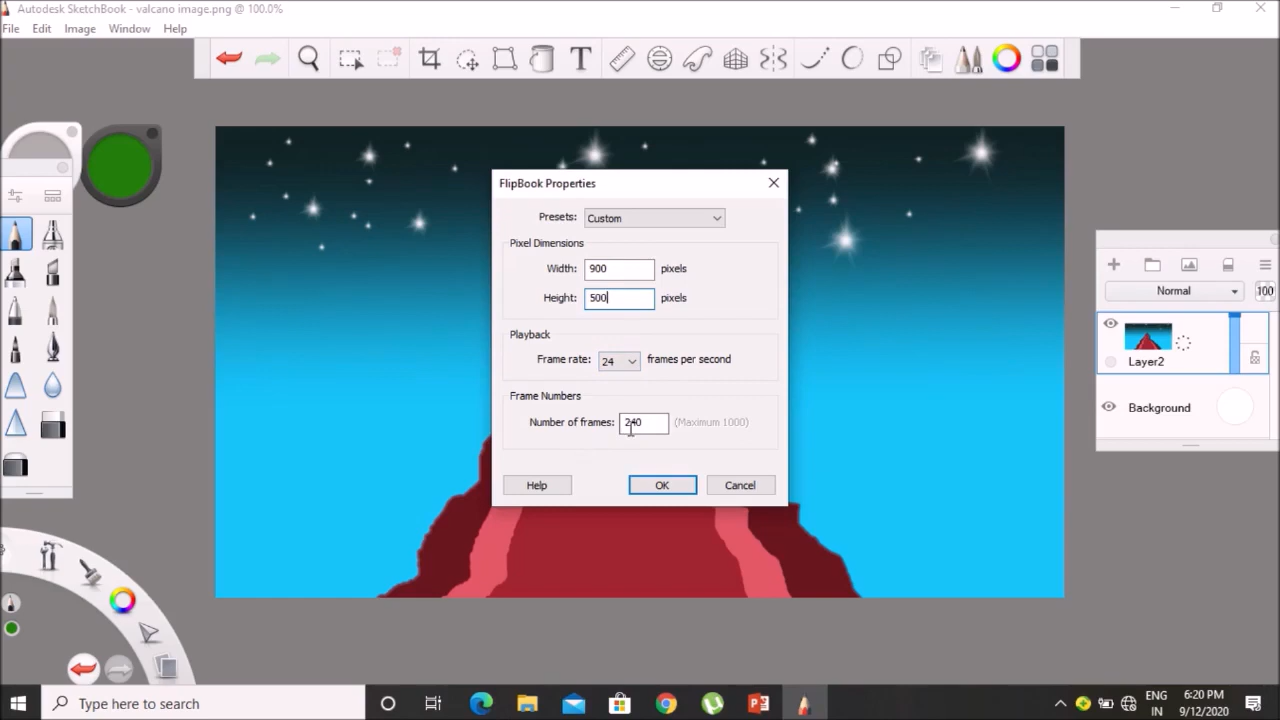 Autodesk SketchBook - valcano image.png @ 100.0%
File Edit Image Window Help
T
FlipBook Properties
Presets: Custom
Pixel Dimensions
Width: 900 pixels
Height: 500 pixels
Playback
Frame rate: 24 frames per second
Frame Numbers
Number of frames: 240 (Maximum 1000)
Help OK Cancel
Normal 100
Layer2
Background
Type here to search
ENG 6:20 PM
IN 9/12/2020